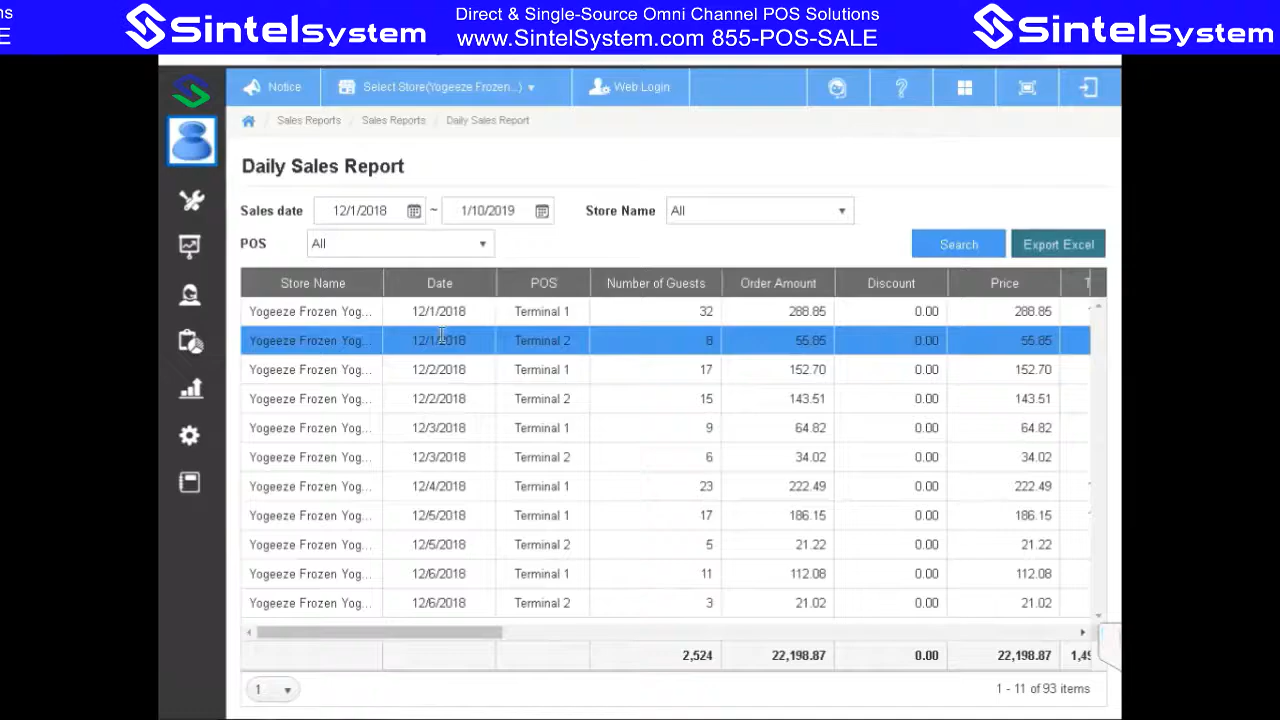 ns
E
Sintelsystem
Direct & Single-Source Omni Channel POS Solutions
www.SintelSystem.com 855-POS-SALE
Sintelsystem
Notice
Select Store(Yogeeze Frozen...)
Web Login
?
Sales Reports / Sales Reports / Daily Sales Report
Daily Sales Report
Sales date 12/1/2018 ~ 1/10/2019 Store Name All
POS All Search Export Excel
Store Name Date POS Number of Guests Order Amount Discount Price T
Yogeeze Frozen Yog... 12/1/2018 Terminal 1 32 288.85 0.00 288.85
Yogeeze Frozen Yog... 12/1/2018 Terminal 2 8 55.85 0.00 55.85
Yogeeze Frozen Yog... 12/2/2018 Terminal 1 17 152.70 0.00 152.70
Yogeeze Frozen Yog... 12/2/2018 Terminal 2 15 143.51 0.00 143.51
Yogeeze Frozen Yog... 12/3/2018 Terminal 1 9 64.82 0.00 64.82
Yogeeze Frozen Yog... 12/3/2018 Terminal 2 6 34.02 0.00 34.02
Yogeeze Frozen Yog... 12/4/2018 Terminal 1 23 222.49 0.00 222.49
Yogeeze Frozen Yog... 12/5/2018 Terminal 1 17 186.15 0.00 186.15
Yogeeze Frozen Yog... 12/5/2018 Terminal 2 5 21.22 0.00 21.22
Yogeeze Frozen Yog... 12/6/2018 Terminal 1 11 112.08 0.00 112.08
Yogeeze Frozen Yog... 12/6/2018 Terminal 2 3 21.02 0.00 21.02
2,524 22,198.87 0.00 22,198.87 1,49
1 1 - 11 of 93 items